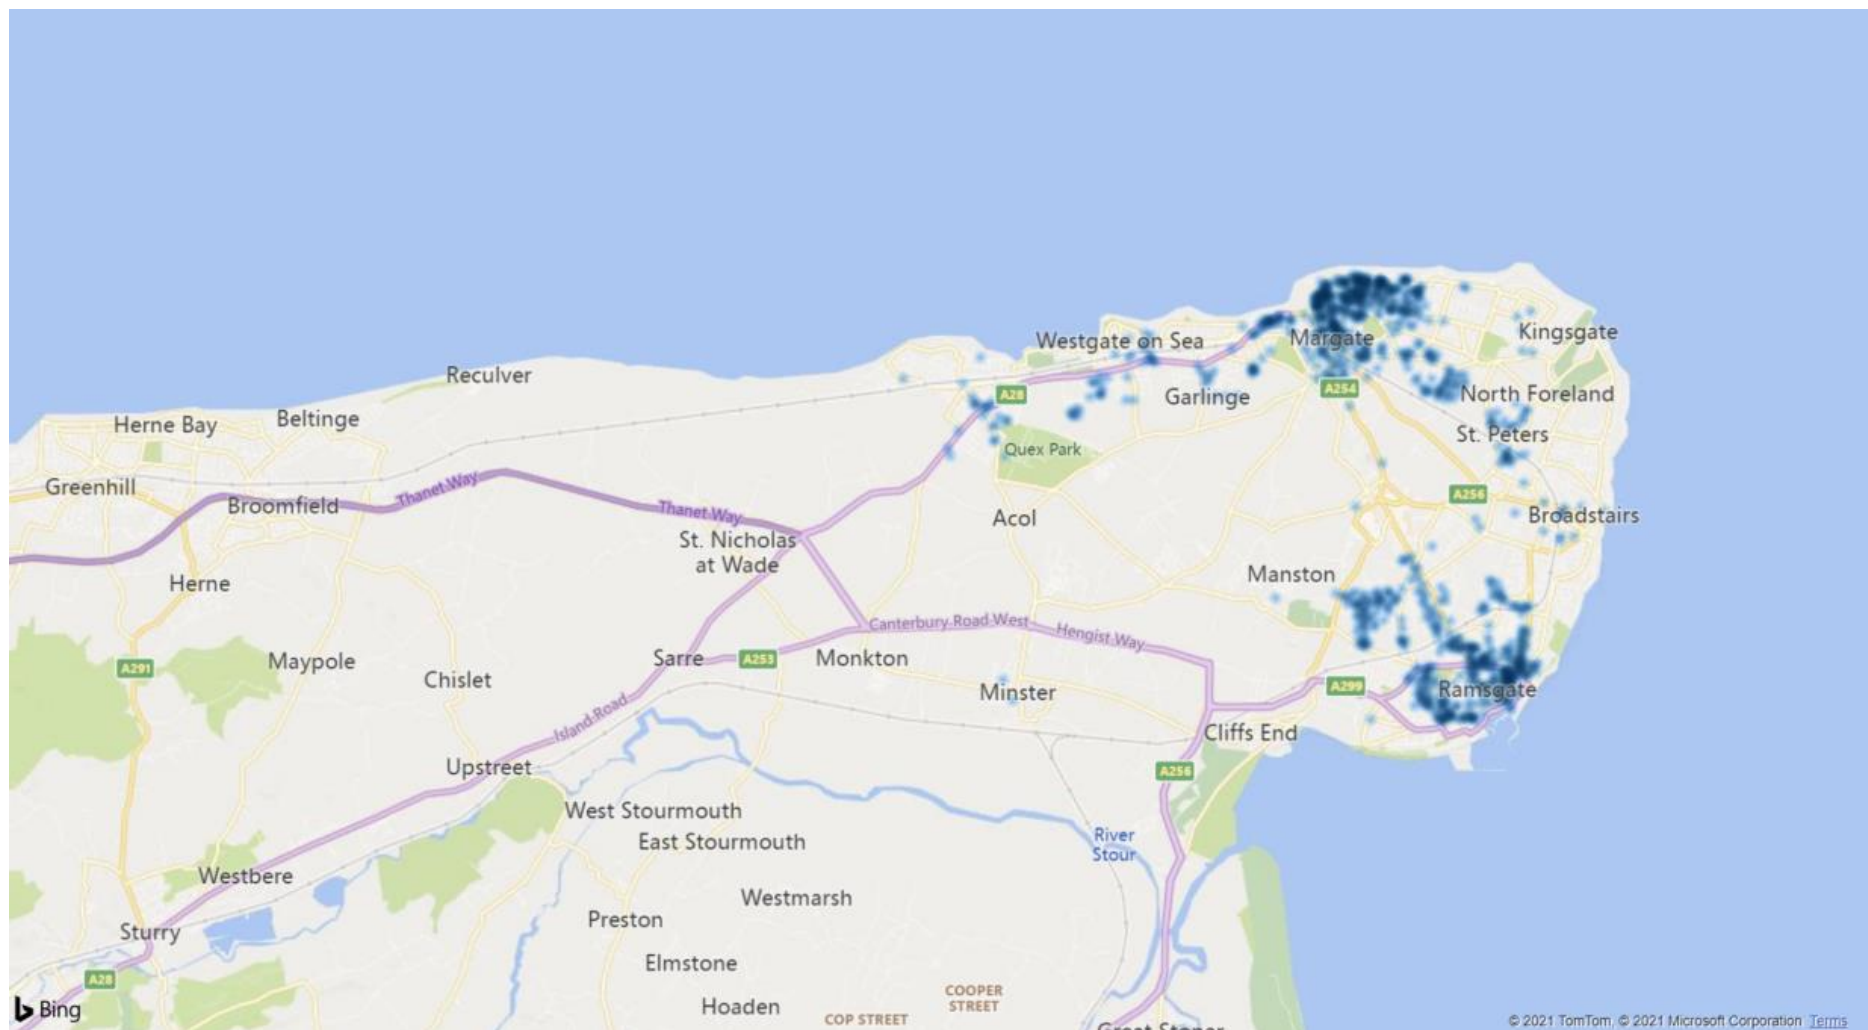 Kingsgate
Margate
Westgate on Sea
Reculver
A28
A254
North Foreland
Garlinge
Herne Bay
Beltinge
St. Peters
Quex Park
Greenhill
Thanet Way
A256
Broomfield
Thanet Way
Acol
Broadstairs
St. Nicholas
at Wade
Herne
Manston
Canterbury Road West
Hengist Way
A291
Maypole
Sarre
A253
Monkton
Chislet
Minster
A299
Ramsgate
Island Road
Cliffs End
Upstreet
A256
West Stourmouth
East Stourmouth
River
Stour
Westbere
Westmarsh
Preston
Sturry
Elmstone
A28
COOPER
STREET
Hoaden
Bing
COP STREET
© 2021 TomTom, © 2021 Microsoft Corporation Terms